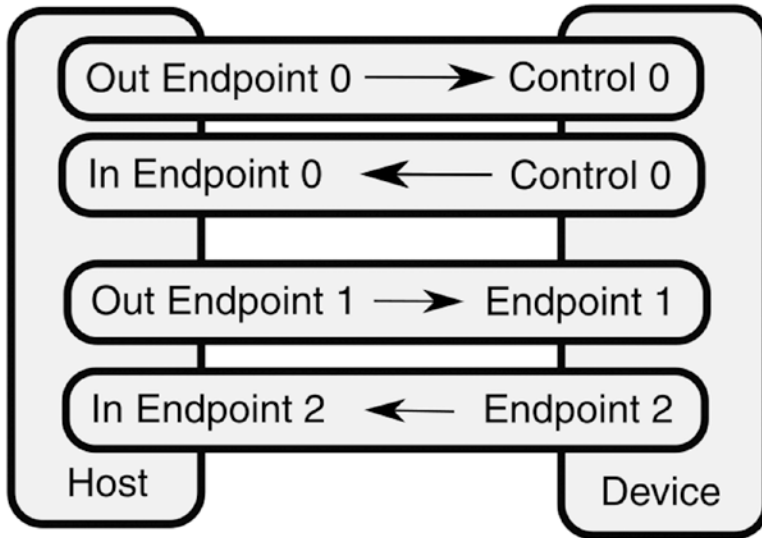 Out Endpoint 0 Control 0
In Endpoint 0 Control 0
Out Endpoint 1 Endpoint 1
In Endpoint 2 Endpoint 2
Host
Device